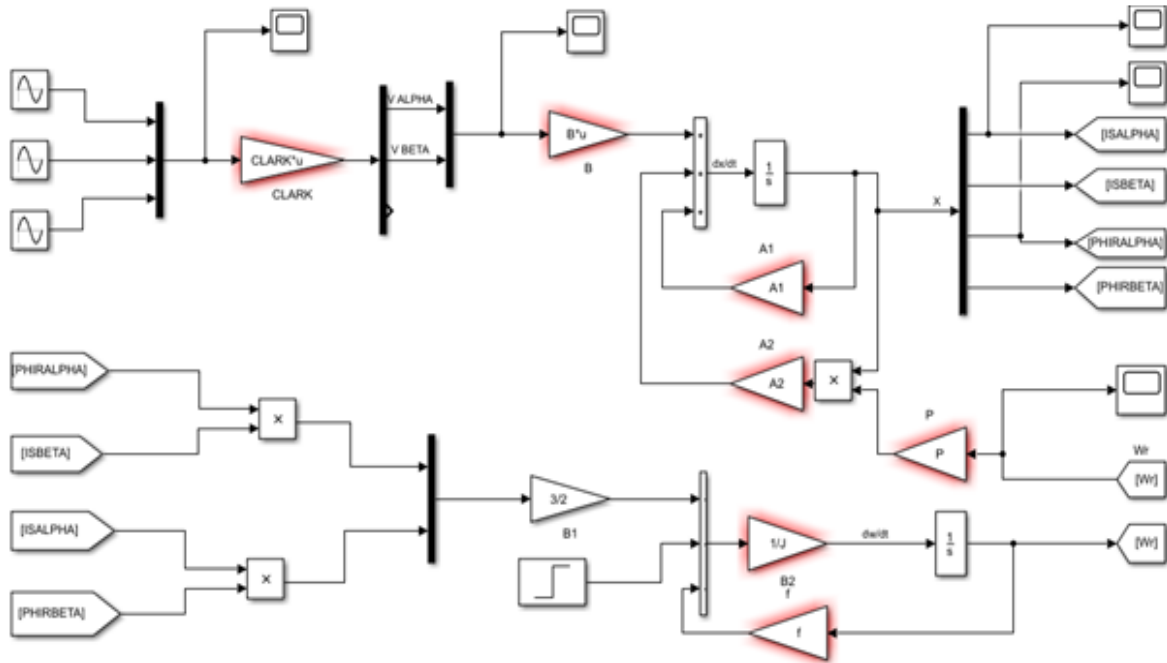 V ALPHA
V BETA
CLARK*u
CLARK
B*u
B
dx/dt
1
s
X
[ISALPHA]
[ISBETA]
[PHIRALPHA]
[PHIRBETA]
A1
A1
A2
A2
×
P
P
Wr
[Wr]
[PHIRALPHA]
[ISBETA]
×
[ISALPHA]
[PHIRBETA]
×
3/2
B1
1/J
B2
dw/dt
1
s
[Wr]
f
f